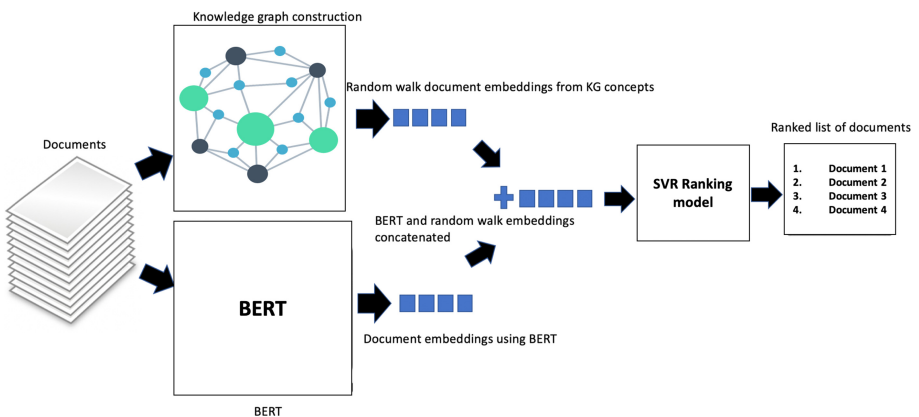 Knowledge graph construction
Random walk document embeddings from KG concepts
Documents
Ranked list of documents
1. Document 1
2. Document 2
3. Document 3
4. Document 4
SVR Ranking
model
BERT and random walk embeddings
concatenated
BERT
Document embeddings using BERT
BERT